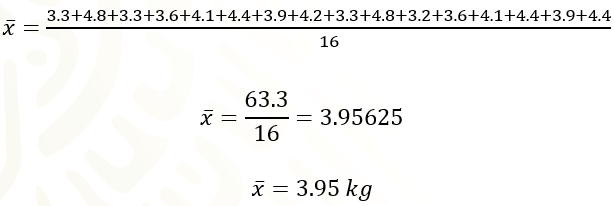 x̄ = 3.3+4.8+3.3+3.6+4.1+4.4+3.9+4.2+3.3+4.8+3.2+3.6+4.1+4.4+3.9+4.4
16
x̄ = 63.3/16 = 3.95625
x̄ = 3.95 kg